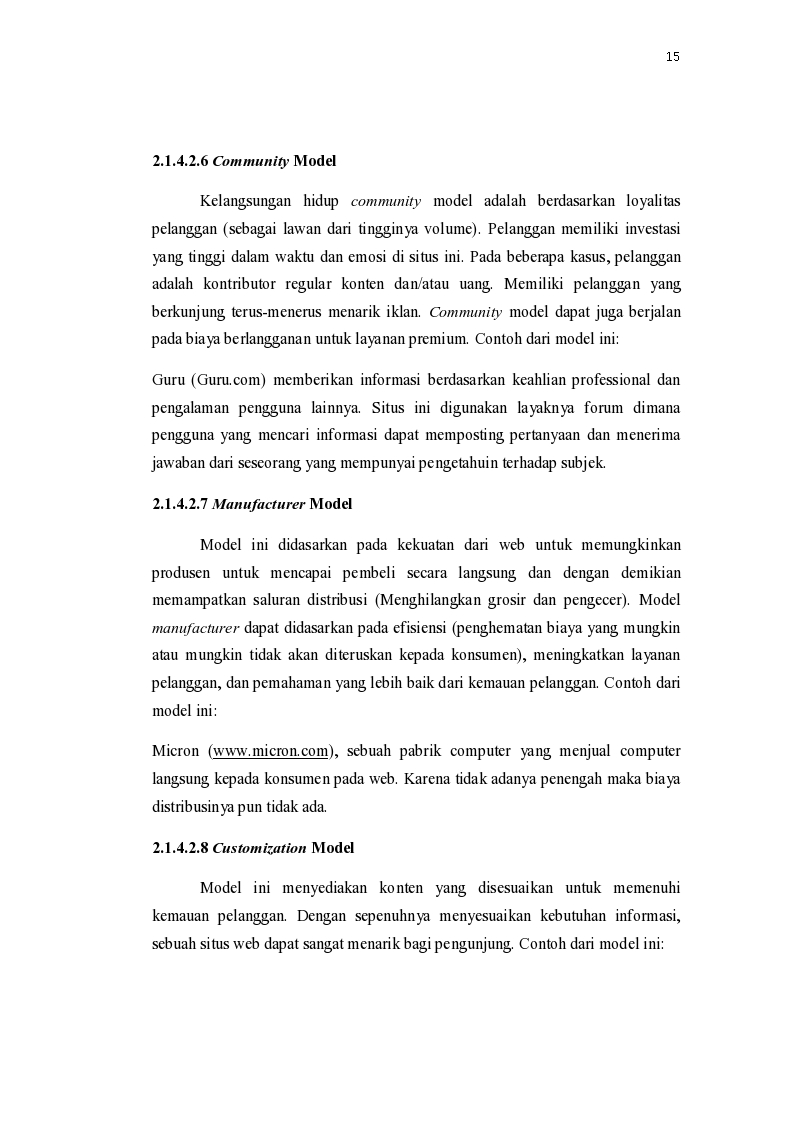 15
2.1.4.2.6 Community Model
Kelangsungan hidup community model adalah berdasarkan loyalitas
pelanggan (sebagai lawan dari tingginya volume). Pelanggan memiliki investasi
yang tinggi dalam waktu dan emosi di situs ini. Pada beberapa kasus, pelanggan
adalah kontributor regular konten dan/atau uang. Memiliki pelanggan yang
berkunjung terus-menerus menarik iklan. Community model dapat juga berjalan
pada biaya berlangganan untuk layanan premium. Contoh dari model ini:
Guru (Guru.com) memberikan informasi berdasarkan keahlian professional dan
pengalaman pengguna lainnya. Situs ini digunakan layaknya forum dimana
pengguna yang mencari informasi dapat memposting pertanyaan dan menerima
jawaban dari seseorang yang mempunyai pengetahuin terhadap subjek.
2.1.4.2.7 Manufacturer Model
Model ini didasarkan pada kekuatan dari web untuk memungkinkan
produsen untuk mencapai pembeli secara langsung dan dengan demikian
memampatkan saluran distribusi (Menghilangkan grosir dan pengecer). Model
manufacturer dapat didasarkan pada efisiensi (penghematan biaya yang mungkin
atau mungkin tidak akan diteruskan kepada konsumen), meningkatkan layanan
pelanggan, dan pemahaman yang lebih baik dari kemauan pelanggan. Contoh dari
model ini:
Micron (www.micron.com), sebuah pabrik computer yang menjual computer
langsung kepada konsumen pada web. Karena tidak adanya penengah maka biaya
distribusinya pun tidak ada.
2.1.4.2.8 Customization Model
Model ini menyediakan konten yang disesuaikan untuk memenuhi
kemauan pelanggan. Dengan sepenuhnya menyesuaikan kebutuhan informasi,
sebuah situs web dapat sangat menarik bagi pengunjung. Contoh dari model ini: